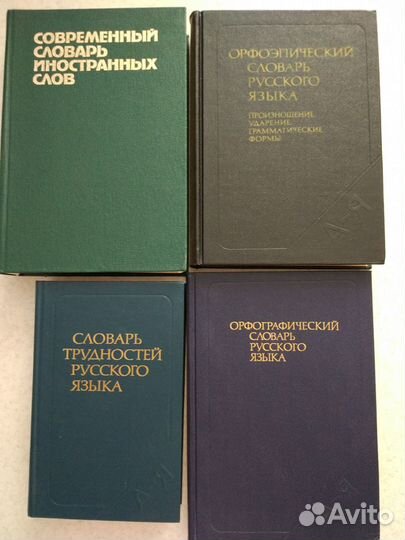 СОВРЕМЕННЫЙ
СЛОВАРЬ
ИНОСТРАННЫХ
СЛОВ
ОРФОЭПИЧЕСКИЙ
СЛОВАРЬ
РУССКОГО
ЯЗЫКА
ПРОИЗНОШЕНИЕ,
УДАРЕНИЕ,
ГРАММАТИЧЕСКИЕ
ФОРМЫ
А-Я
СЛОВАРЬ
ТРУДНОСТЕЙ
РУССКОГО
ЯЗЫКА
А-Я
ОРФОГРАФИЧЕСКИЙ
СЛОВАРЬ
РУССКОГО
ЯЗЫКА
Avito